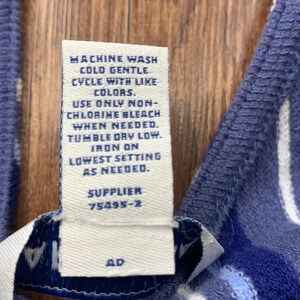 MACHINE WASH
COLD GENTLE
CYCLE WITH LIKE
COLORS.
USE ONLY NON-
CHLORINE BLEACH
WHEN NEEDED.
TUMBLE DRY LOW.
IRON ON
LOWEST SETTING
AS NEEDED.
SUPPLIER
75495-2
AD